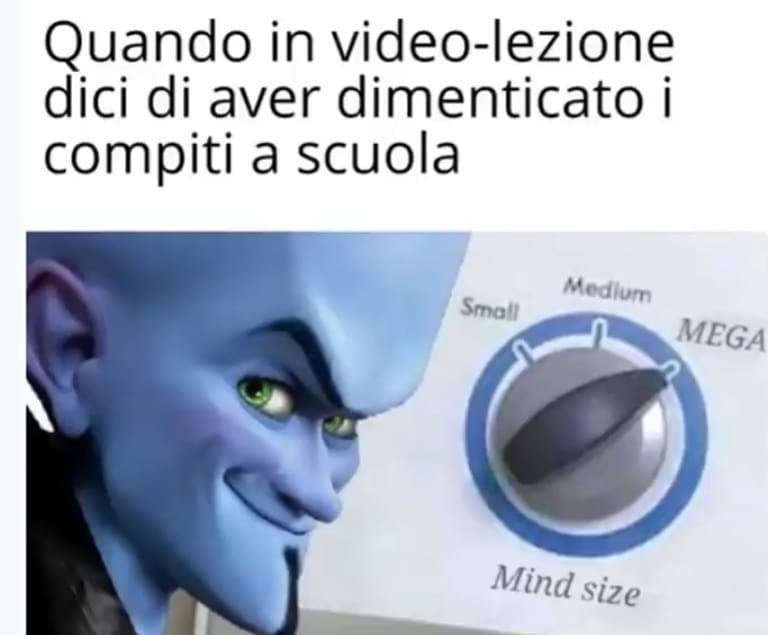 Quando in video-lezione
dici di aver dimenticato i
compiti a scuola
Small
Medium
MEGA
Mind size